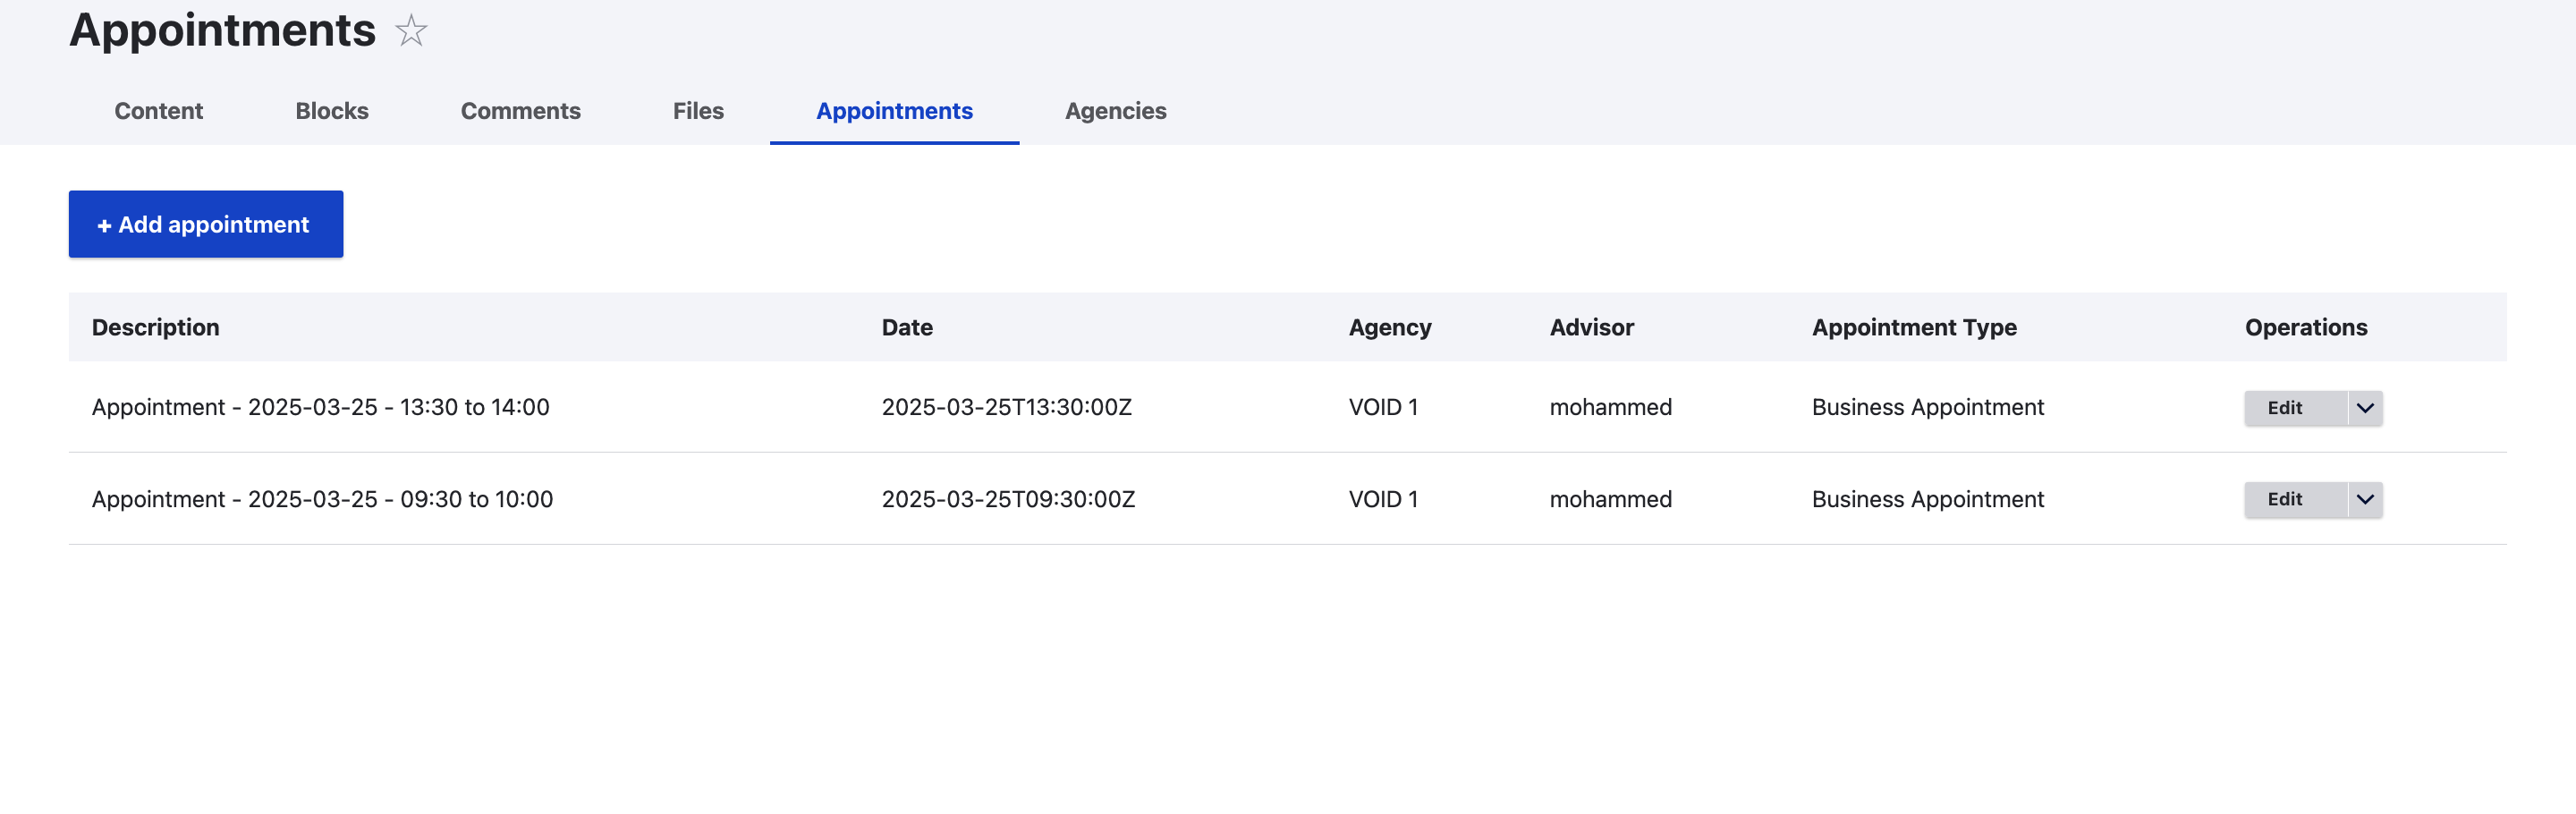 Appointments
Content Blocks Comments Files Appointments Agencies
+ Add appointment
Description Date Agency Advisor Appointment Type Operations
Appointment - 2025-03-25 - 13:30 to 14:00 2025-03-25T13:30:00Z VOID 1 mohammed Business Appointment Edit
Appointment - 2025-03-25 - 09:30 to 10:00 2025-03-25T09:30:00Z VOID 1 mohammed Business Appointment Edit